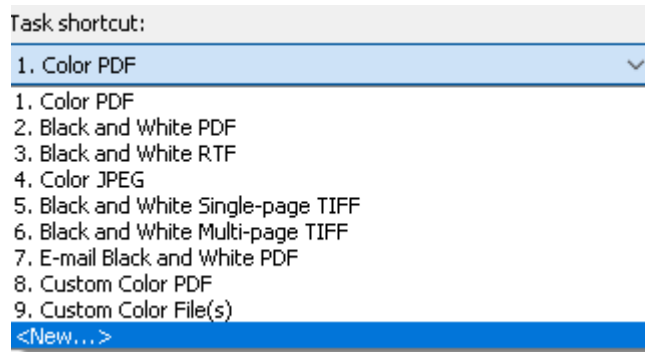 Task shortcut:
1. Color PDF
1. Color PDF
2. Black and White PDF
3. Black and White RTF
4. Color JPEG
5. Black and White Single-page TIFF
6. Black and White Multi-page TIFF
7. E-mail Black and White PDF
8. Custom Color PDF
9. Custom Color File(s)
<New...>